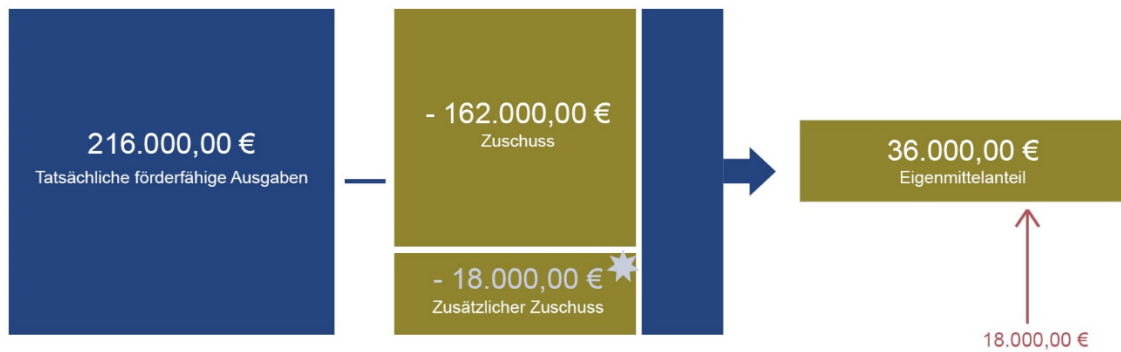 216.000,00 €
Tatsächliche förderfähige Ausgaben
- 162.000,00 €
Zuschuss
- 18.000,00 €
Zusätzlicher Zuschuss
36.000,00 €
Eigenmittelanteil
18.000,00 €